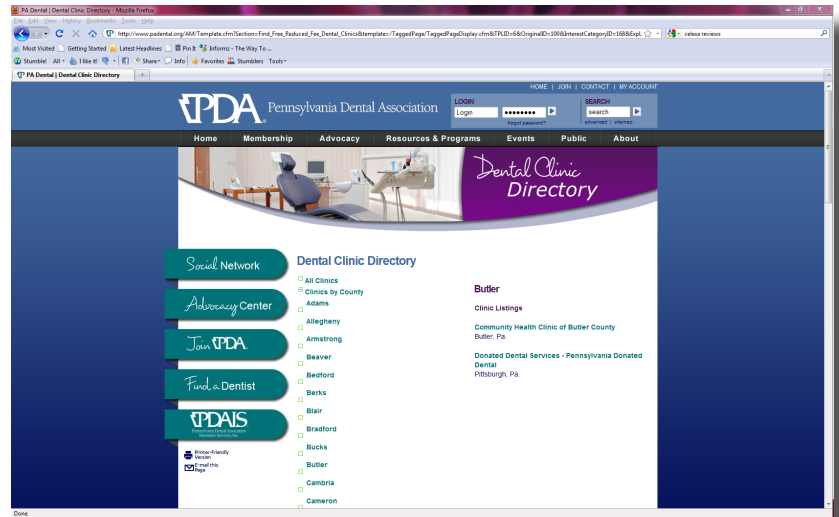 PA Dental | Dental Clinic Directory - Mozilla Firefox
File Edit View History Bookmarks Tools Help
http://www.padental.org/AM/Template.cfm?Section=Find_Free_Reduced_Fee_Dental_Clinics&template=/TaggedPage/TaggedPageDisplay.cfm&TPLID=6&OriginalID=100&InterestCategoryID=168&Expl
celexa reviews
Most Visited Getting Started Latest Headlines Pin It Informz - The Way To ...
Stumble! All I like it! Share Info Favorites Stumblers Tools
PA Dental | Dental Clinic Directory
HOME | JOIN | CONTACT | MY ACCOUNT
PDA. Pennsylvania Dental Association
LOGIN
Login
forgot password?
SEARCH
search
advanced | sitemap
Home Membership Advocacy Resources & Programs Events Public About
Dental Clinic
Directory
Social Network
Advocacy Center
Join PDA
Find a Dentist
PDAIS
Pennsylvania Dental Association
Insurance Services, Inc.
Printer-Friendly
Version
E-mail this
Page
Dental Clinic Directory
All Clinics
Clinics by County
Adams
Allegheny
Armstrong
Beaver
Bedford
Berks
Blair
Bradford
Bucks
Butler
Cambria
Cameron
Butler
Clinic Listings
Community Health Clinic of Butler County
Butler, Pa.
Donated Dental Services - Pennsylvania Donated
Dental
Pittsburgh, Pa.
Done